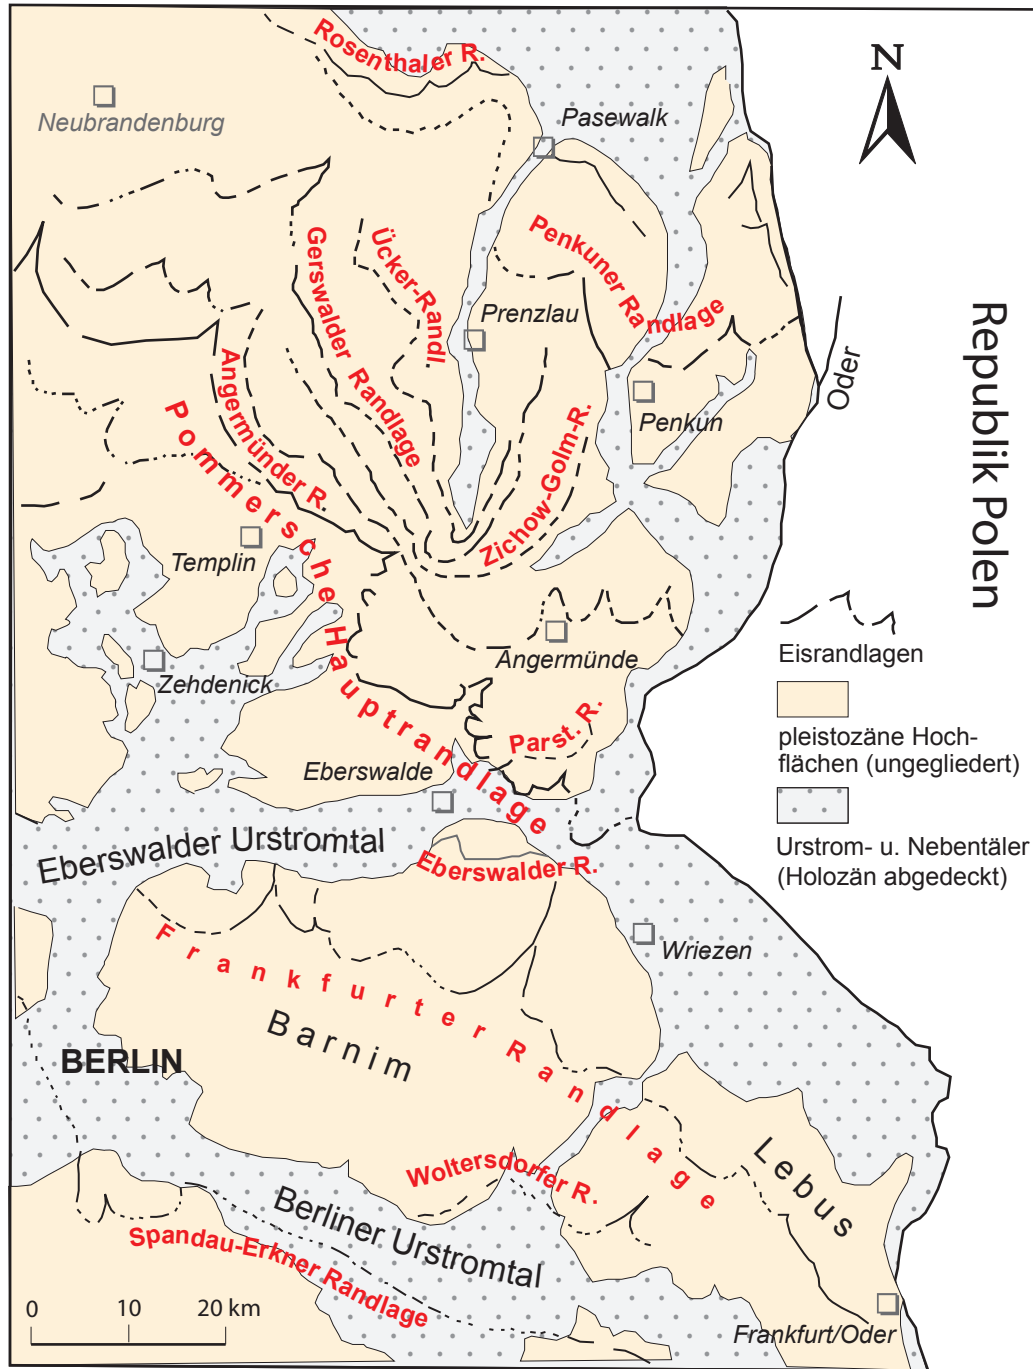 Rosenthaler R.
N
Neubrandenburg
Pasewalk
Penkuner Randlage
Ücker-Randl
Gerswalder Randlage
Republik Polen
Prenzlau
Oder
Angermünder R.
Penkun
Pommersche Hauptrandlage
Zichow-Golm-R.
Templin
Angermünde
Eisrandlagen
Zehdenick
Parst. R.
pleistozäne Hoch-
flächen (ungegliedert)
Eberswalde
Eberswalder Urstromtal
Urstrom- u. Nebentäler
(Holozän abgedeckt)
Eberswalder R.
Wriezen
Frankfurter Randlage
Barnim
BERLIN
Lebus
Woltersdorfer R.
Berliner Urstromtal
Spandau-Erkner Randlage
0 10 20 km
Frankfurt/Oder